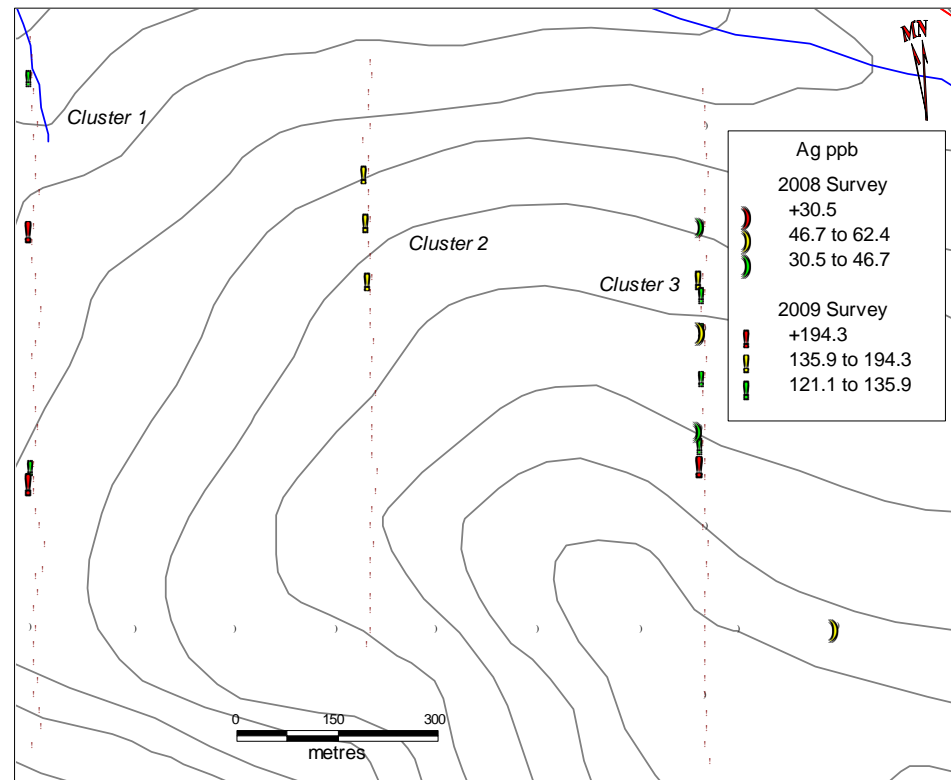 MN
Cluster 1
Ag ppb
2008 Survey
+30.5
46.7 to 62.4
30.5 to 46.7
Cluster 2
Cluster 3
2009 Survey
+194.3
135.9 to 194.3
121.1 to 135.9
0 150 300
metres